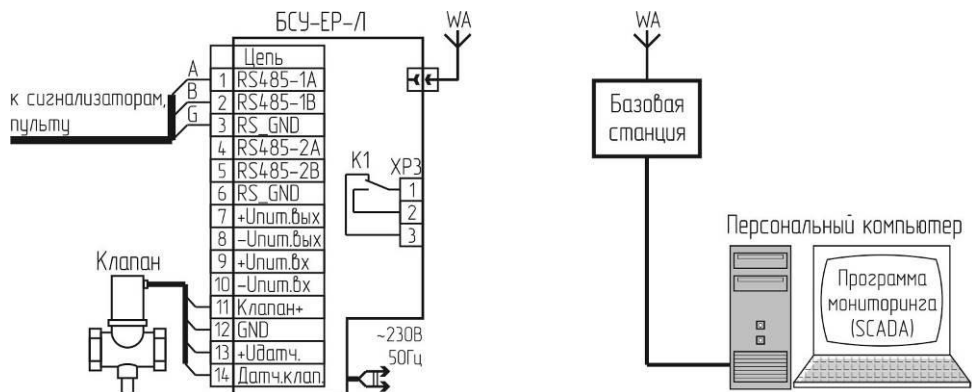 БСУ-ЕР-Л
WA
WA
Цепь
A
1 RS485-1A
B
2 RS485-1B
G
3 RS_GND
4 RS485-2A
5 RS485-2B
6 RS_GND
7 +Uпит.вых
8 -Uпит.вых
9 +Uпит.вх
10 -Uпит.вх
11 Клапан+
12 GND
13 +Uдатч.
14 Датч.клап.
к сигнализаторам,
пульту
Клапан
K1
XP3
1
2
3
~230В
50Гц
Базовая
станция
Персональный компьютер
Программа
мониторинга
(SCADA)